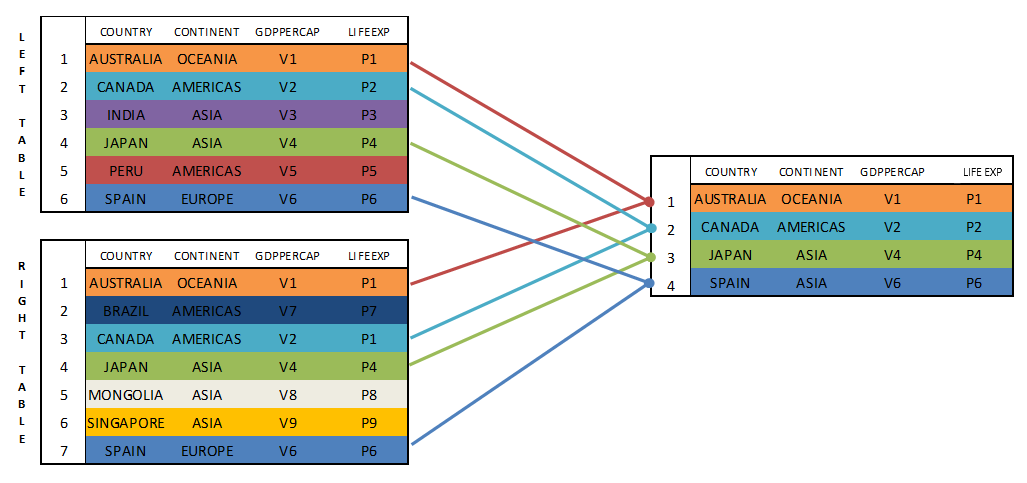 LEFT TABLE
COUNTRY CONTINENT GDPPERCAP LIFEEXP
1 AUSTRALIA OCEANIA V1 P1
2 CANADA AMERICAS V2 P2
3 INDIA ASIA V3 P3
4 JAPAN ASIA V4 P4
5 PERU AMERICAS V5 P5
6 SPAIN EUROPE V6 P6
RIGHT TABLE
COUNTRY CONTINENT GDPPERCAP LIFEEXP
1 AUSTRALIA OCEANIA V1 P1
2 BRAZIL AMERICAS V7 P7
3 CANADA AMERICAS V2 P1
4 JAPAN ASIA V4 P4
5 MONGOLIA ASIA V8 P8
6 SINGAPORE ASIA V9 P9
7 SPAIN EUROPE V6 P6
COUNTRY CONTINENT GDPPERCAP LIFE EXP
1 AUSTRALIA OCEANIA V1 P1
2 CANADA AMERICAS V2 P2
3 JAPAN ASIA V4 P4
4 SPAIN ASIA V6 P6